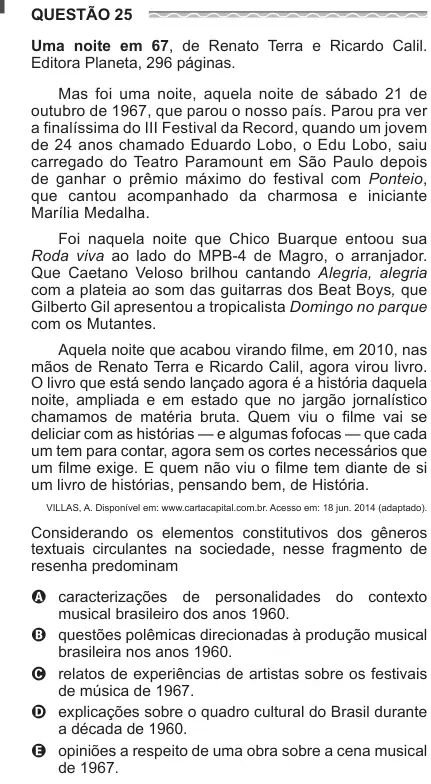 QUESTÃO 25
Uma noite em 67, de Renato Terra e Ricardo Calil.
Editora Planeta, 296 páginas.
Mas foi uma noite, aquela noite de sábado 21 de
outubro de 1967, que parou o nosso país. Parou pra ver
a finalíssima do III Festival da Record, quando um jovem
de 24 anos chamado Eduardo Lobo, o Edu Lobo, saiu
carregado do Teatro Paramount em São Paulo depois
de ganhar o prêmio máximo do festival com Ponteio,
que cantou acompanhado da charmosa e iniciante
Marília Medalha.
Foi naquela noite que Chico Buarque entoou sua
Roda viva ao lado do MPB-4 de Magro, o arranjador.
Que Caetano Veloso brilhou cantando Alegria, alegria
com a plateia ao som das guitarras dos Beat Boys, que
Gilberto Gil apresentou a tropicalista Domingo no parque
com os Mutantes.
Aquela noite que acabou virando filme, em 2010, nas
mãos de Renato Terra e Ricardo Calil, agora virou livro.
O livro que está sendo lançado agora é a história daquela
noite, ampliada e em estado que no jargão jornalístico
chamamos de matéria bruta. Quem viu o filme vai se
deliciar com as histórias — e algumas fofocas — que cada
um tem para contar, agora sem os cortes necessários que
um filme exige. E quem não viu o filme tem diante de si
um livro de histórias, pensando bem, de História.
VILLAS, A. Disponível em: www.cartacapital.com.br. Acesso em: 18 jun. 2014 (adaptado).
Considerando os elementos constitutivos dos gêneros
textuais circulantes na sociedade, nesse fragmento de
resenha predominam
A caracterizações de personalidades do contexto
musical brasileiro dos anos 1960.
B questões polêmicas direcionadas à produção musical
brasileira nos anos 1960.
C relatos de experiências de artistas sobre os festivais
de música de 1967.
D explicações sobre o quadro cultural do Brasil durante
a década de 1960.
E opiniões a respeito de uma obra sobre a cena musical
de 1967.